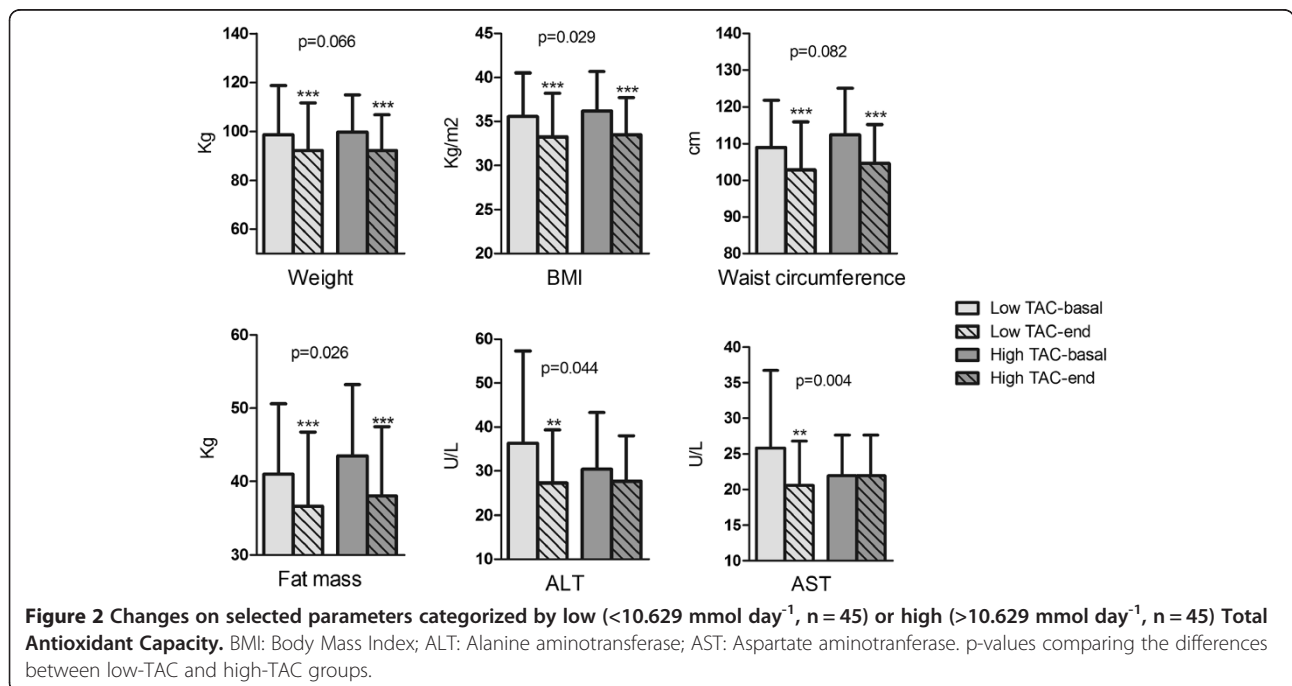 140
120
100
80
60
Kg
p=0.066
***
***
Weight
45
40
35
30
25
20
Kg/m2
p=0.029
***
***
BMI
140
130
120
110
100
90
80
cm
p=0.082
***
***
Waist circumference
60
50
40
30
Kg
p=0.026
***
***
Fat mass
60
50
40
30
20
10
U/L
p=0.044
**
ALT
40
35
30
25
20
15
10
U/L
p=0.004
**
AST
Low TAC-basal
Low TAC-end
High TAC-basal
High TAC-end
Figure 2 Changes on selected parameters categorized by low (<10.629 mmol day⁻¹, n = 45) or high (>10.629 mmol day⁻¹, n = 45) Total
Antioxidant Capacity. BMI: Body Mass Index; ALT: Alanine aminotransferase; AST: Aspartate aminotranferase. p-values comparing the differences
between low-TAC and high-TAC groups.